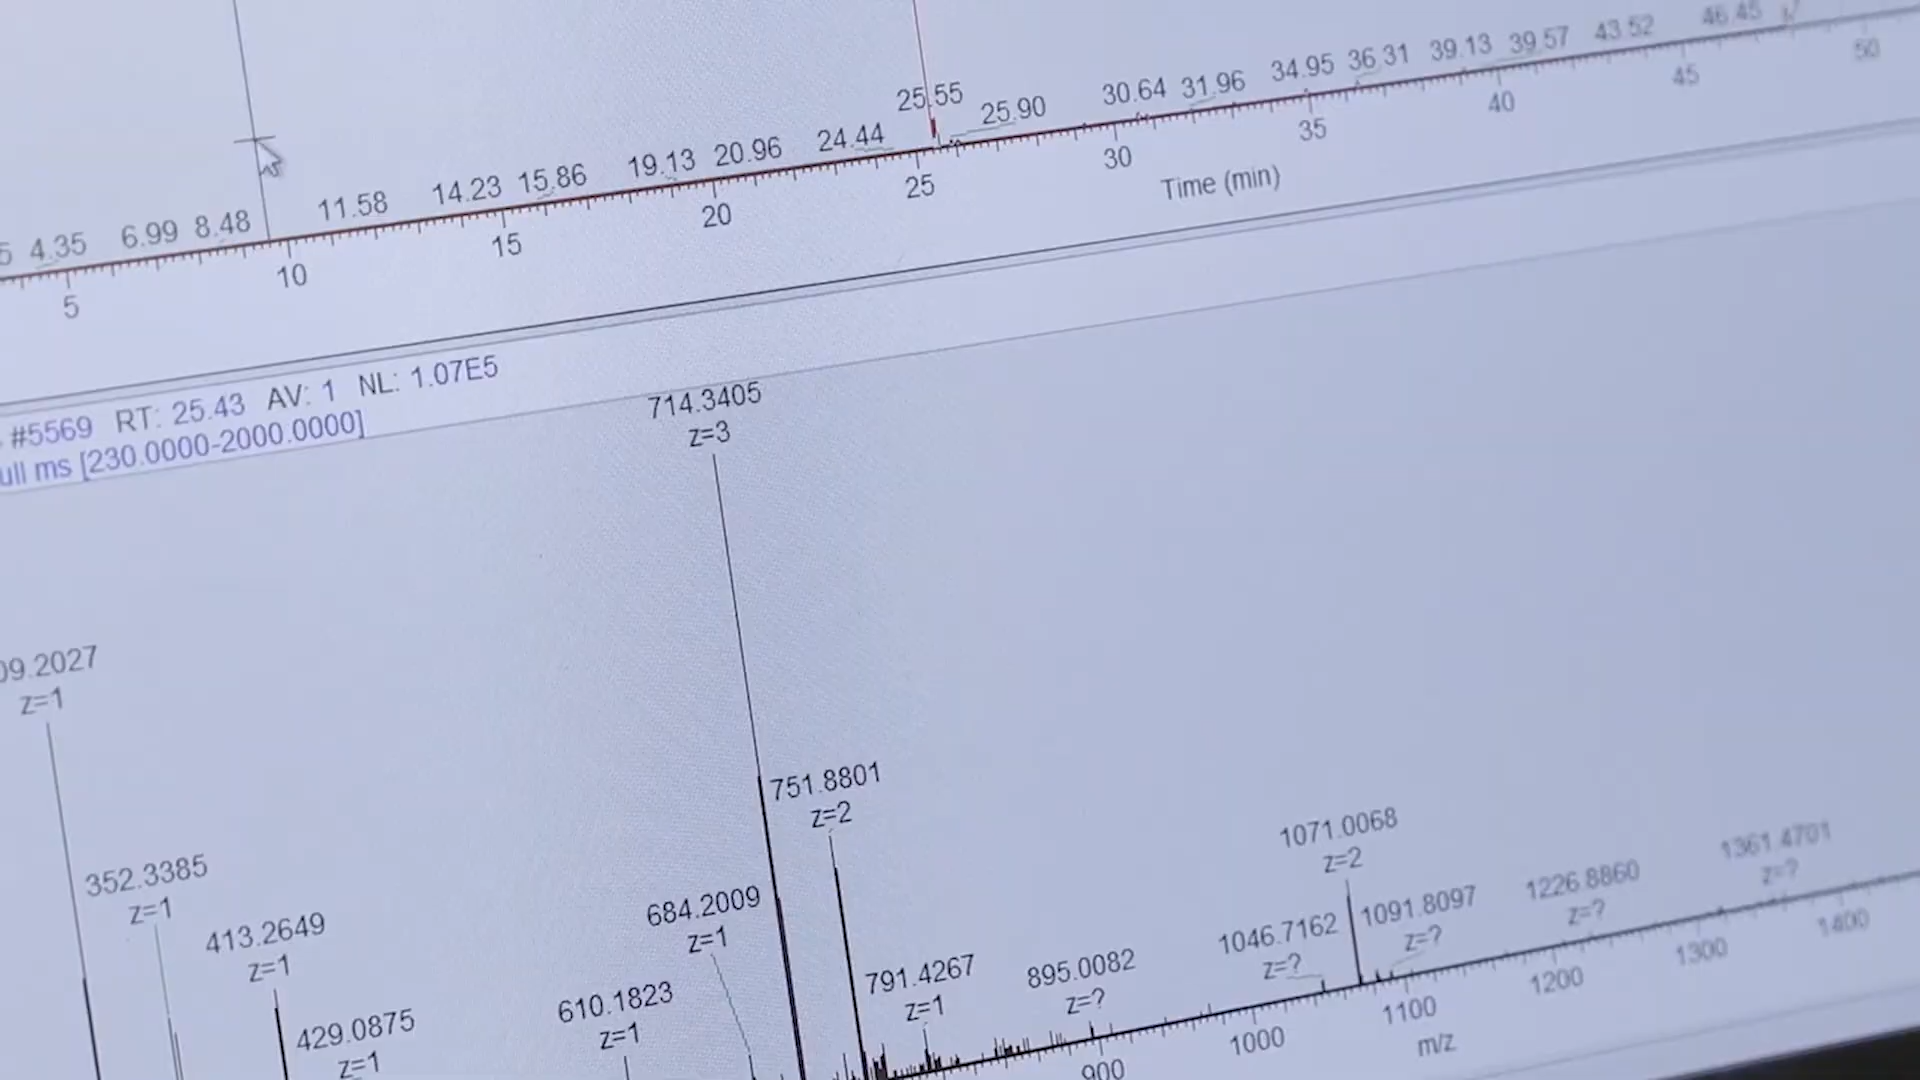 4.35 6.99 8.48 11.58 14.23 15.86 19.13 20.96 24.44 25.55 25.90 30.64 31.96 34.95 36.31 39.13 39.57 43.52 46.45
5 10 15 20 25 30 35 40 45 50
Time (min)
#5569 RT: 25.43 AV: 1 NL: 1.07E5
ull ms [230.0000-2000.0000]
714.3405
z=3
09.2027
z=1
751.8801
z=2
352.3385
z=1
413.2649
z=1
429.0875
z=1
684.2009
z=1
610.1823
z=1
791.4267
z=1
895.0082
z=?
1071.0068
z=2
1046.7162
z=?
1091.8097
z=?
1226.8860
z=?
1361.4701
z=?
900 1000 1100 1200 1300 1400
m/z